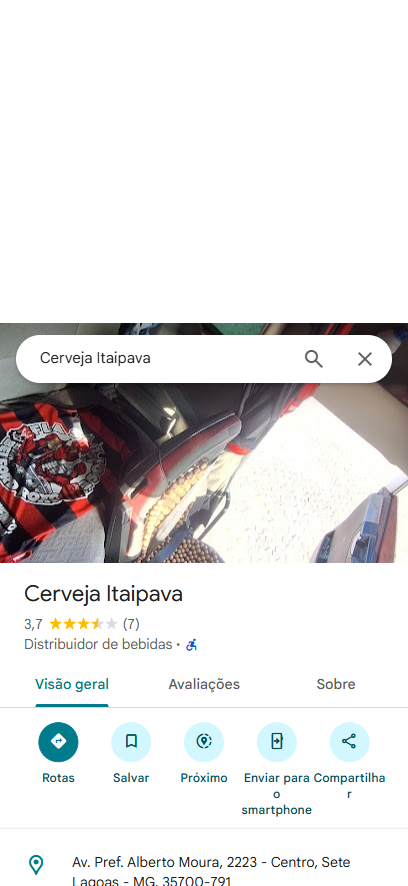 Cerveja Itaipava
Cerveja Itaipava
3,7 (7)
Distribuidor de bebidas ·
Visão geral
Avaliações
Sobre
Rotas
Salvar
Próximo
Enviar para o smartphone
Compartilhar
Av. Pref. Alberto Moura, 2223 - Centro, Sete
Lagoas - MG, 35700-791